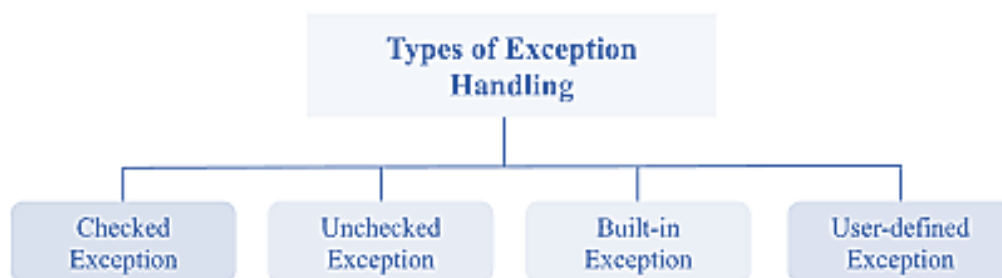 Types of Exception
Handling
Checked
Exception
Unchecked
Exception
Built-in
Exception
User-defined
Exception